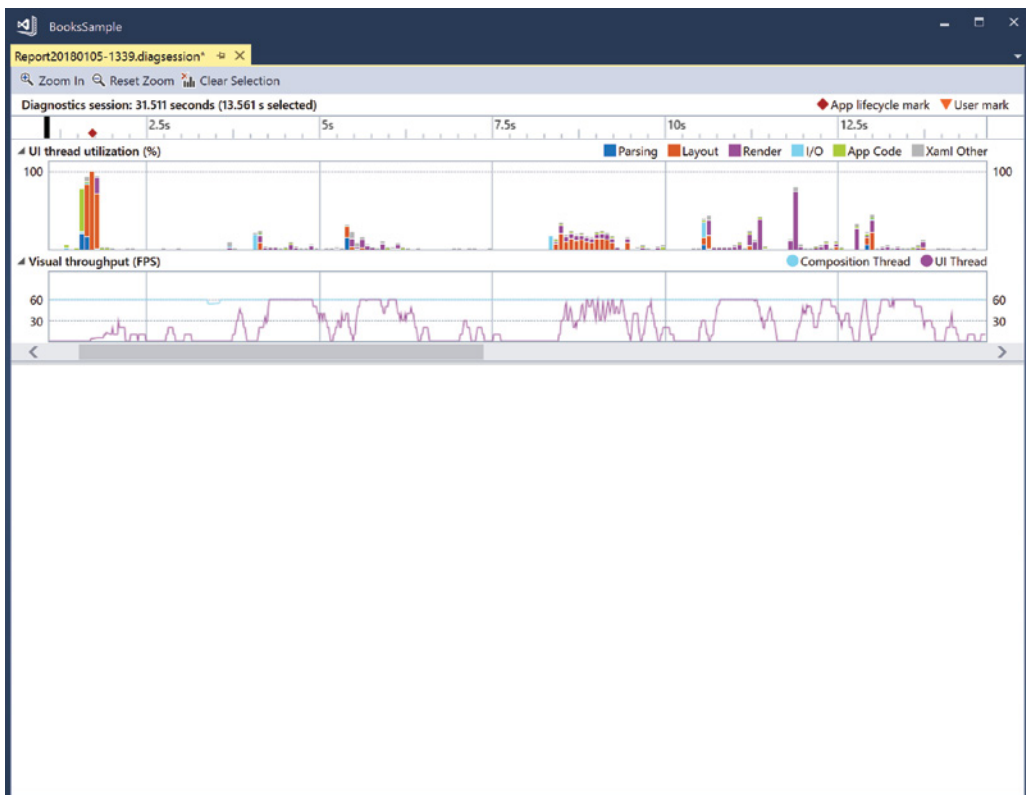 BooksSample
Report20180105-1339.diagsession*
Zoom In Reset Zoom Clear Selection
Diagnostics session: 31.511 seconds (13.561 s selected) App lifecycle mark User mark
2.5s 5s 7.5s 10s 12.5s
UI thread utilization (%) Parsing Layout Render I/O App Code Xaml Other
100 100
Visual throughput (FPS) Composition Thread UI Thread
60 60
30 30